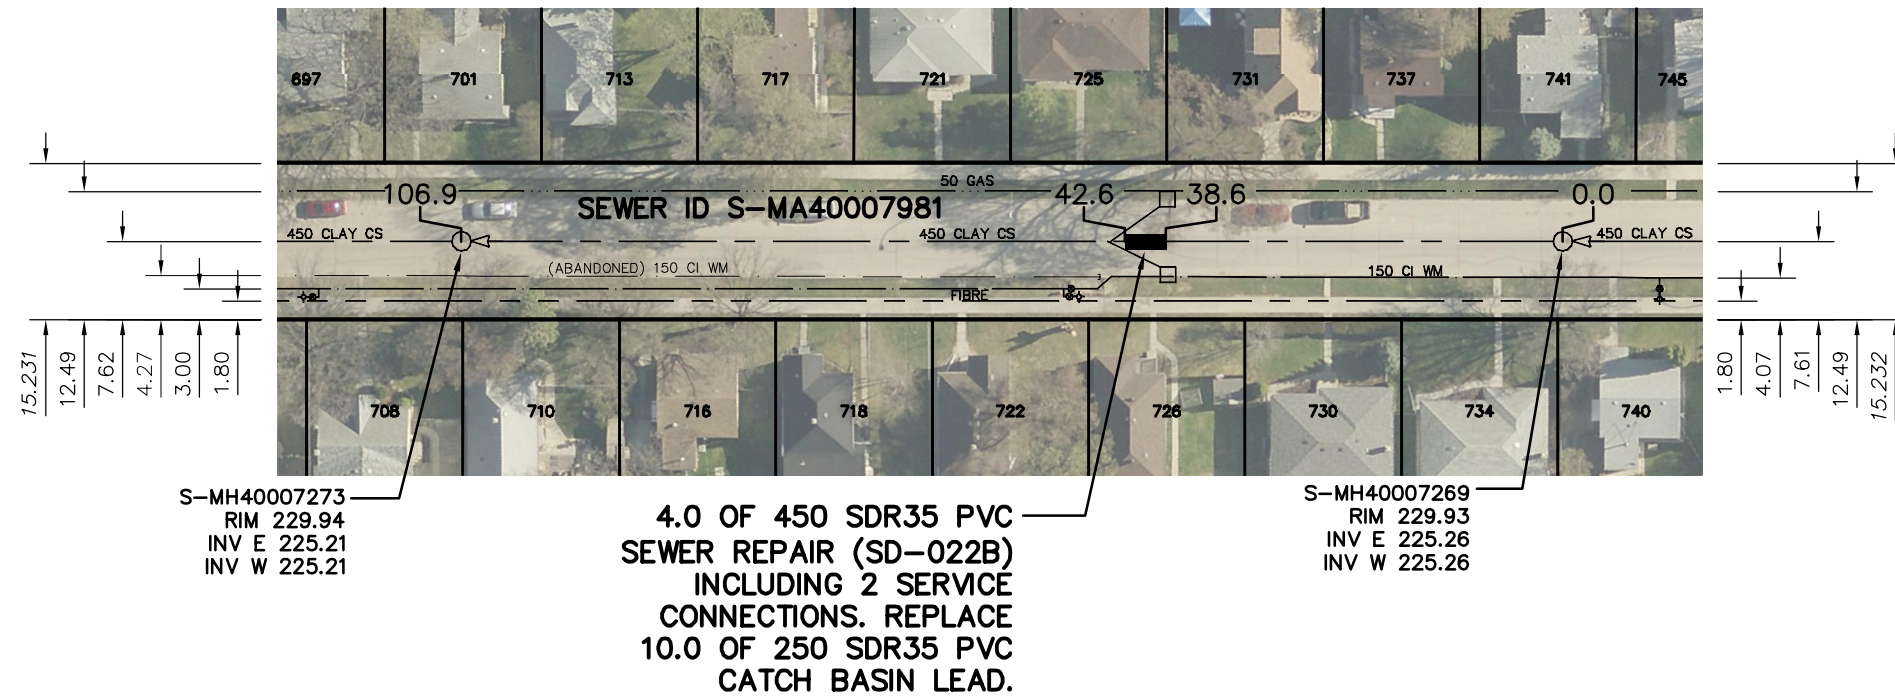 697
701
713
717
721
725
731
737
741
745
50 GAS
106.9
42.6
38.6
0.0
SEWER ID S-MA40007981
450 CLAY CS
450 CLAY CS
450 CLAY CS
(ABANDONED) 150 CI WM
150 CI WM
FIBRE
15.231
12.49
7.62
4.27
3.00
1.80
1.80
4.07
7.61
12.49
15.232
708
710
716
718
722
726
730
734
740
S-MH40007273
RIM 229.94
INV E 225.21
INV W 225.21
4.0 OF 450 SDR35 PVC
SEWER REPAIR (SD-022B)
INCLUDING 2 SERVICE
CONNECTIONS. REPLACE
10.0 OF 250 SDR35 PVC
CATCH BASIN LEAD.
S-MH40007269
RIM 229.93
INV E 225.26
INV W 225.26